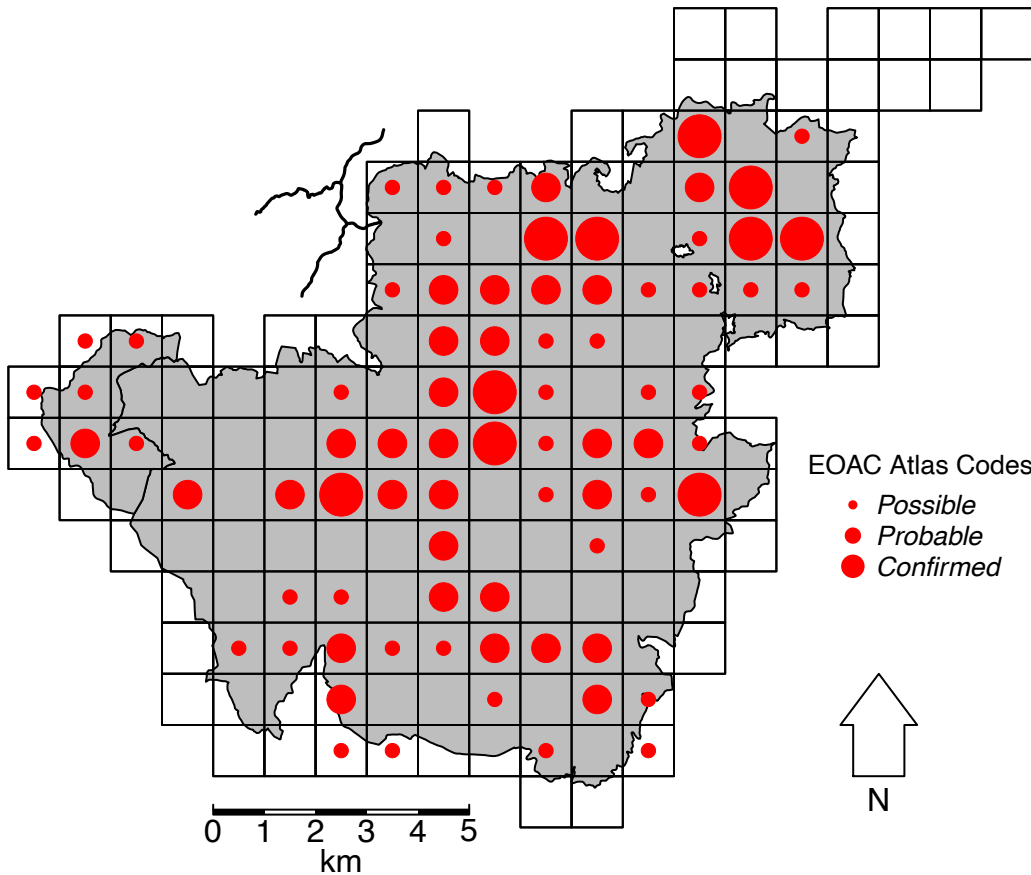 EOAC Atlas Codes
Possible
Probable
Confirmed
N
0 1 2 3 4 5
km